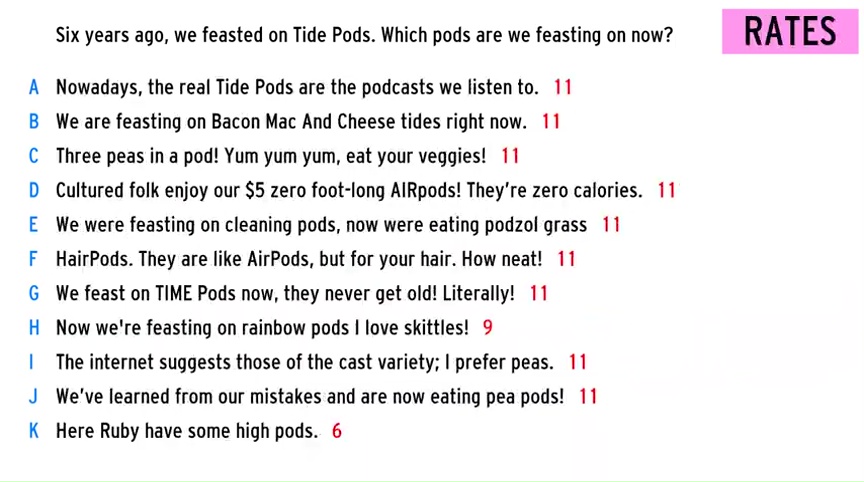 Six years ago, we feasted on Tide Pods. Which pods are we feasting on now?
RATES
A Nowadays, the real Tide Pods are the podcasts we listen to. 11
B We are feasting on Bacon Mac And Cheese tides right now. 11
C Three peas in a pod! Yum yum yum, eat your veggies! 11
D Cultured folk enjoy our $5 zero foot-long AIRpods! They're zero calories. 11
E We were feasting on cleaning pods, now were eating podzol grass 11
F HairPods. They are like AirPods, but for your hair. How neat! 11
G We feast on TIME Pods now, they never get old! Literally! 11
H Now we're feasting on rainbow pods I love skittles! 9
I The internet suggests those of the cast variety; I prefer peas. 11
J We've learned from our mistakes and are now eating pea pods! 11
K Here Ruby have some high pods. 6